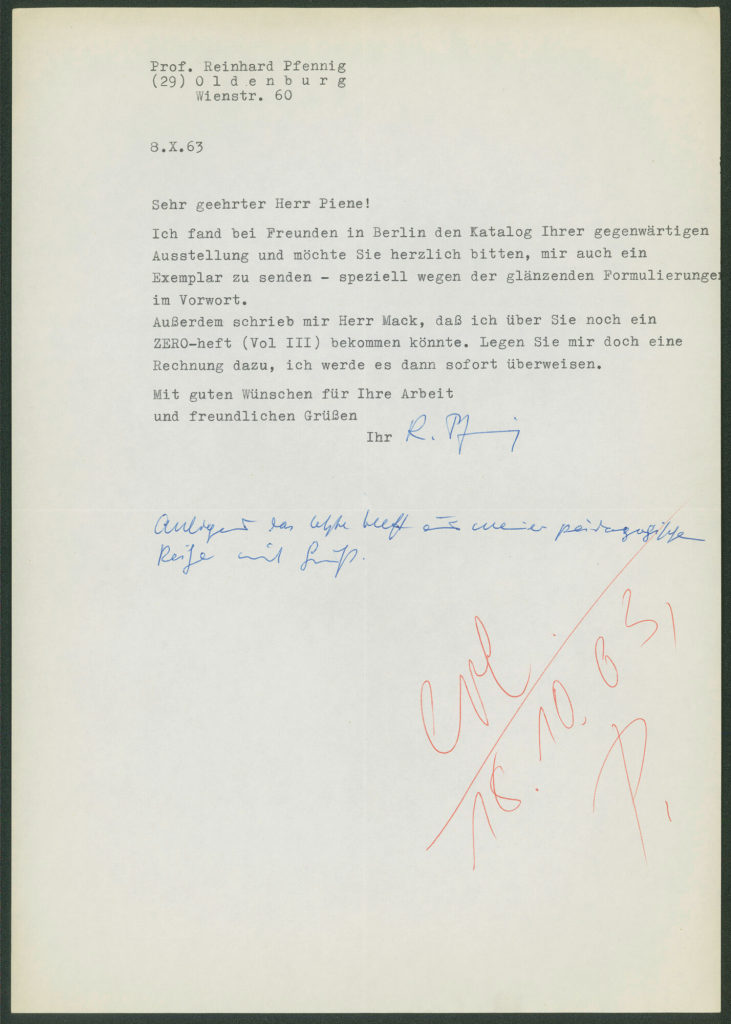 Prof. Reinhard Pfennig
(29) O l d e n b u r g
Wienstr. 60
8.X.63
Sehr geehrter Herr Piene!
Ich fand bei Freunden in Berlin den Katalog Ihrer gegenwärtigen
Ausstellung und möchte Sie herzlich bitten, mir auch ein
Exemplar zu senden - speziell wegen der glänzenden Formulierungen
im Vorwort.
Außerdem schrieb mir Herr Mack, daß ich über Sie noch ein
ZERO-heft (Vol III) bekommen könnte. Legen Sie mir doch eine
Rechnung dazu, ich werde es dann sofort überweisen.
Mit guten Wünschen für Ihre Arbeit
und freundlichen Grüßen
Ihr R. Pfennig
Anliegend das letzte Heft aus meiner pädagogischen
Reihe mit Gruß.
18.10.63,
P.